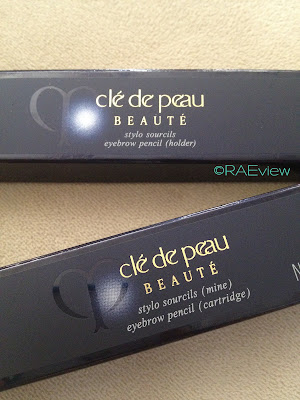 clé de peau
BEAUTÉ
stylo sourcils
eyebrow pencil (holder)
©RAEview
clé de peau
BEAUTÉ
stylo sourcils (mine)
eyebrow pencil (cartridge)